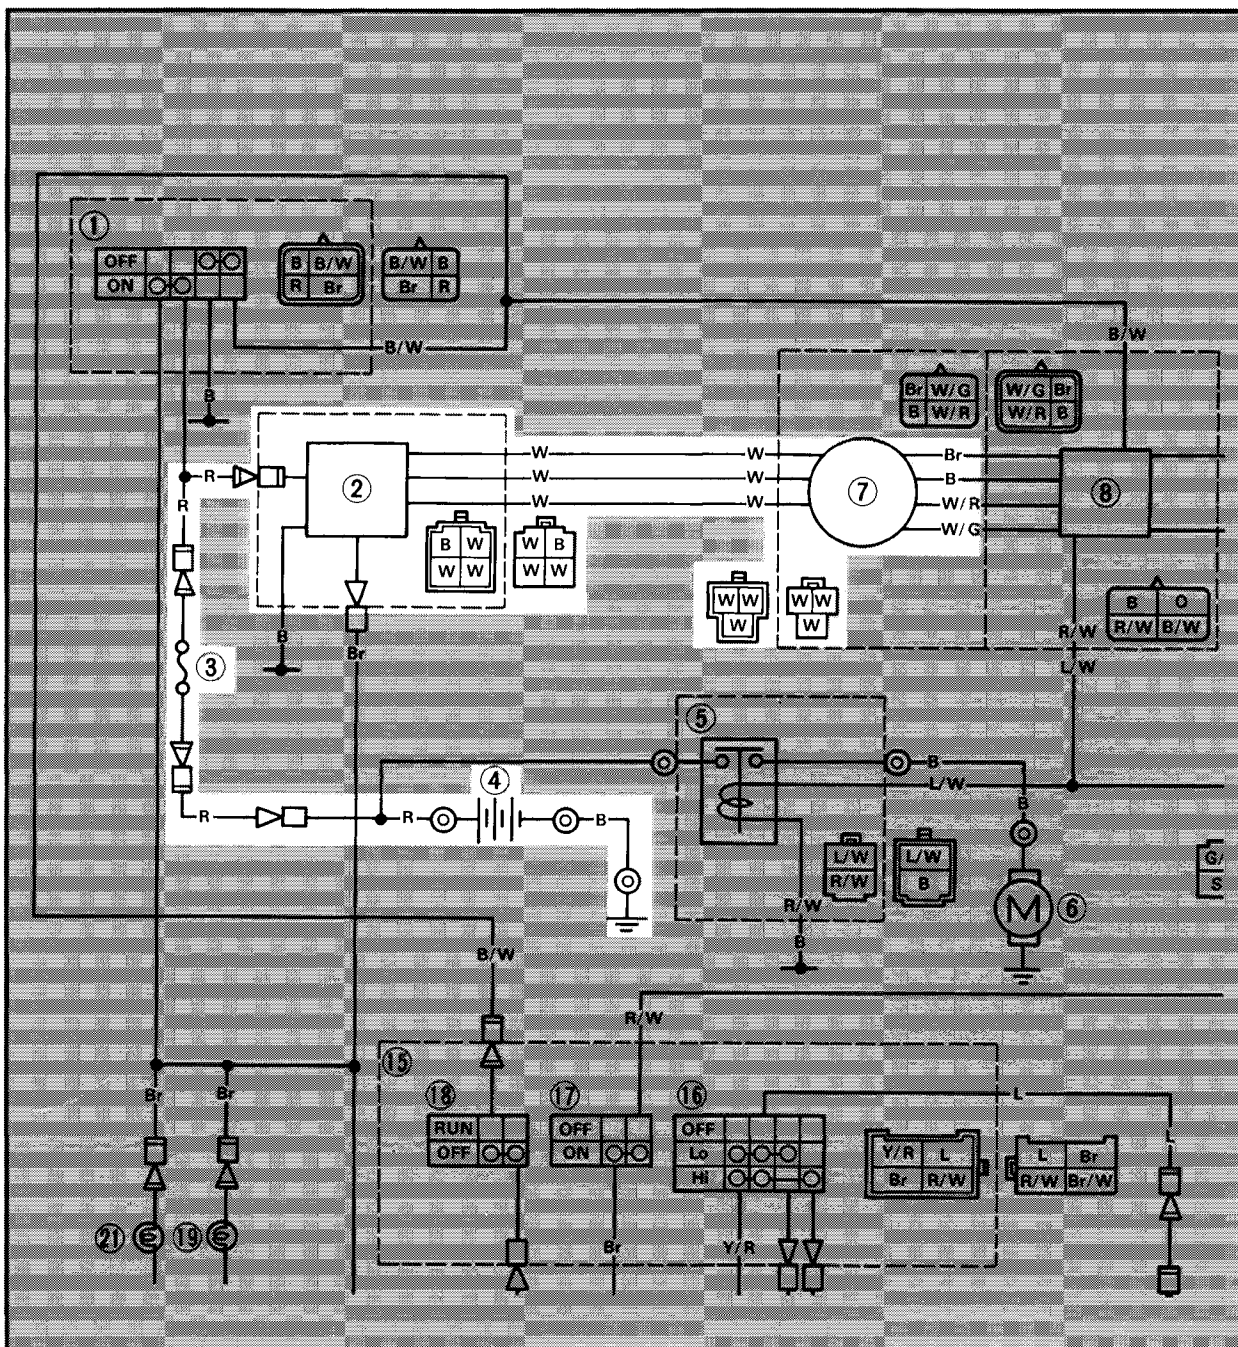 ①
OFF
ON
B B/W
R Br
B/W B
Br R
B/W
B/W
B
Br W/G
B W/R
W/G Br
W/R B
R
R
②
W W
W W
W W
⑦
Br
B
W/R
W/G
⑧
B W
W W
W B
W W
W W
W
W W
W
B O
R/W B/W
R/W
L/W
B
Br
③
⑤
④
R
R
B
B
L/W
B
L/W
R/W
L/W
B
G/
S
M
⑥
R/W
B
B/W
R/W
⑮
⑱
RUN
OFF
⑰
OFF
ON
⑯
OFF
Lo
Hi
L
L
Y/R L
Br R/W
L Br
R/W Br/W
Br
Br
㉑
⑲
Br
Y/R